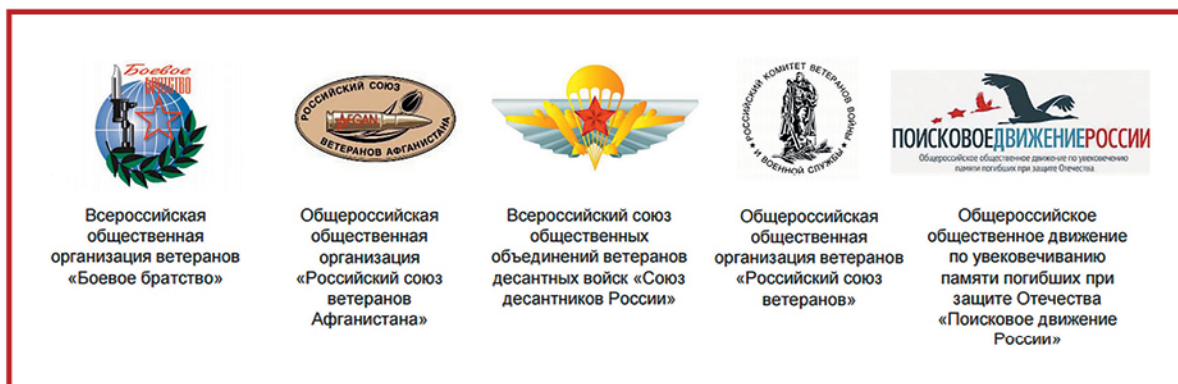 Боевое
БРАТСТВО
РОССИЙСКИЙ СОЮЗ
AFGAN
ВЕТЕРАНОВ АФГАНИСТАНА
РОССИЙСКИЙ КОМИТЕТ ВЕТЕРАНОВ ВОЙНЫ
И ВОЕННОЙ СЛУЖБЫ
ПОИСКОВОЕДВИЖЕНИЕРОССИИ
Общероссийское общественное движение по увековечению
памяти погибших при защите Отечества
Всероссийская
общественная
организация ветеранов
«Боевое братство»
Общероссийская
общественная
организация
«Российский союз
ветеранов
Афганистана»
Всероссийский союз
общественных
объединений ветеранов
десантных войск «Союз
десантников России»
Общероссийская
общественная
организация ветеранов
«Российский союз
ветеранов»
Общероссийское
общественное движение
по увековечиванию
памяти погибших при
защите Отечества
«Поисковое движение
России»